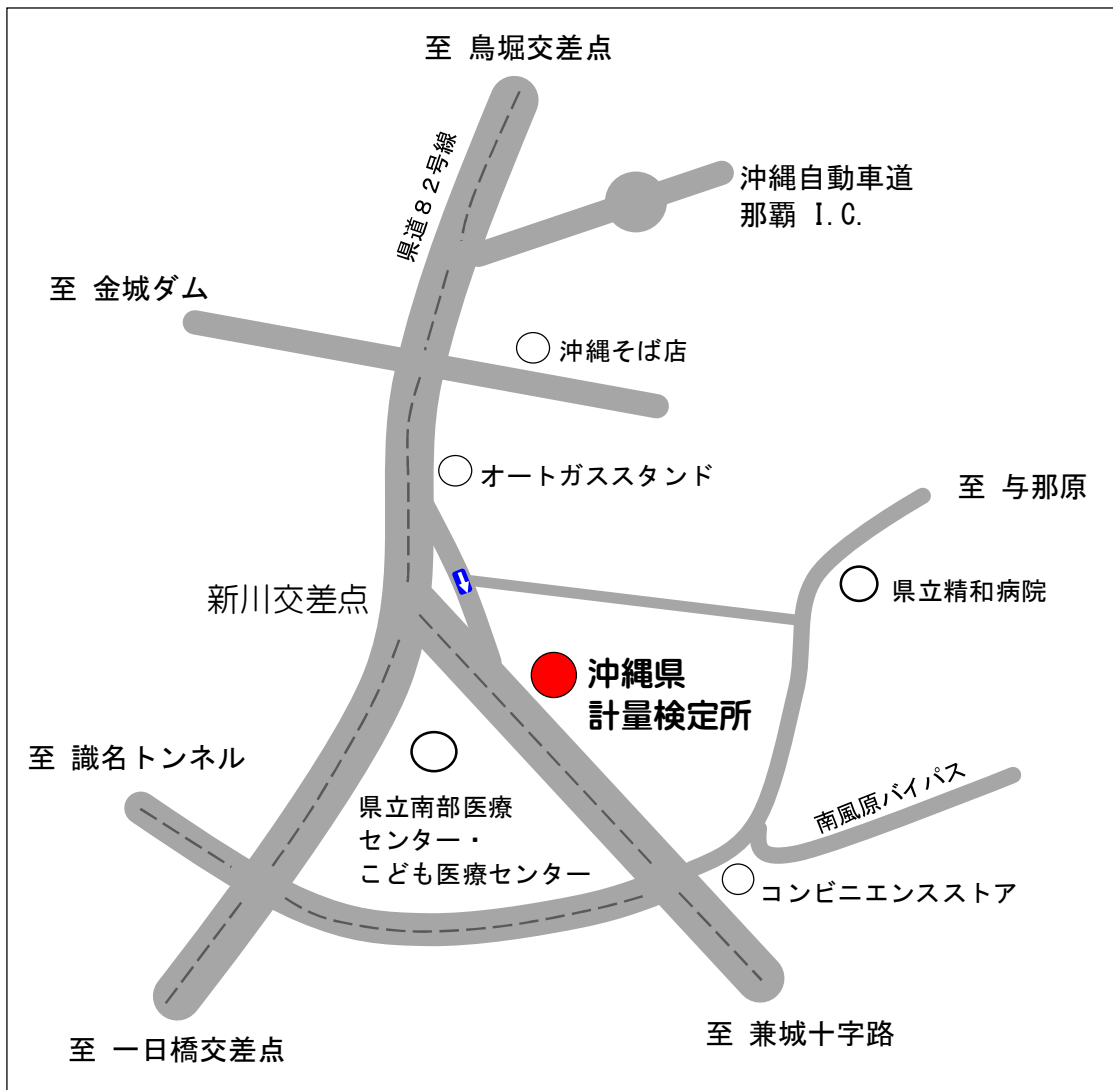 至 鳥堀交差点
県道８２号線
沖縄自動車道
那覇 I.C.
至 金城ダム
沖縄そば店
オートガススタンド
至 与那原
県立精和病院
新川交差点
沖縄県
計量検定所
至 識名トンネル
県立南部医療
センター・
こども医療センター
南風原バイパス
コンビニエンスストア
至 兼城十字路
至 一日橋交差点